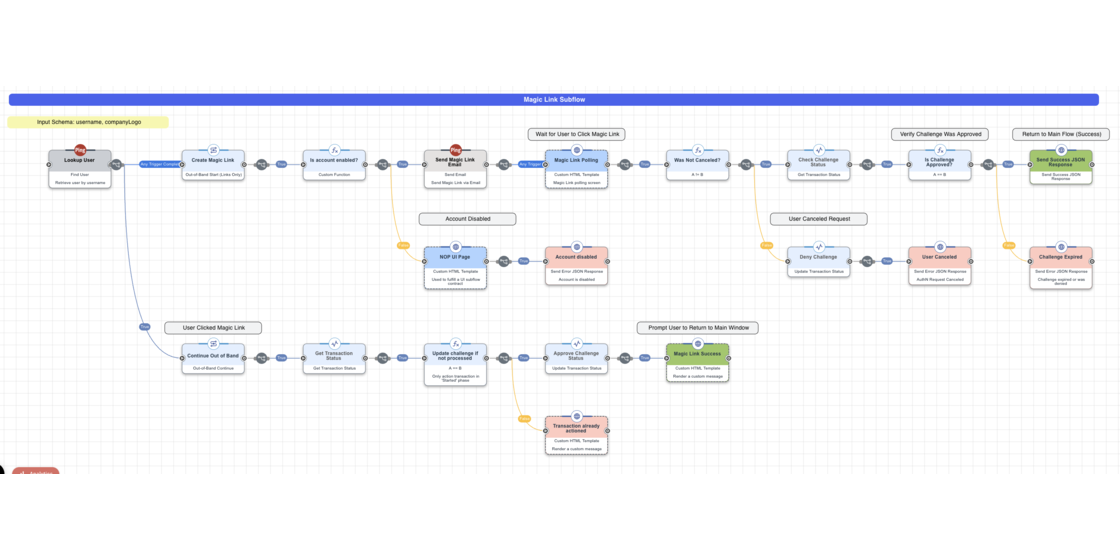 Magic Link Subflow
Input Schema: username, companyLogo
Wait for User to Click Magic Link
Verify Challenge Was Approved
Return to Main Flow (Success)
Lookup User
Find User
Retrieve user by username
Any Trigger Complete
Create Magic Link
Out-of-Band Start (Links Only)
True
Is account enabled?
Custom Function
True
Send Magic Link
Email
Send Email
Send Magic Link via Email
Any Trigger
Magic Link Polling
Custom HTML Template
Magic Link polling screen
True
Was Not Canceled?
A != B
True
Check Challenge
Status
Get Transaction Status
True
Is Challenge
Approved?
A == B
True
Send Success JSON
Response
Send Success JSON
Response
Account Disabled
User Canceled Request
False
NOP UI Page
Custom HTML Template
Used to fulfill a UI subflow
contract
True
Account disabled
Send Error JSON Response
Account is disabled
False
Deny Challenge
Update Transaction Status
True
User Canceled
Send Error JSON Response
AuthN Request Canceled
False
Challenge Expired
Send Error JSON Response
Challenge expired or was
denied
True
User Clicked Magic Link
Prompt User to Return to Main Window
Continue Out of Band
Out-of-Band Continue
True
Get Transaction
Status
Get Transaction Status
True
Update challenge if
not processed
A == B
Only action transaction in
'Started' phase
True
Approve Challenge
Status
Update Transaction Status
True
Magic Link Success
Custom HTML Template
Render a custom message
False
Transaction already
actioned
Custom HTML Template
Render a custom message